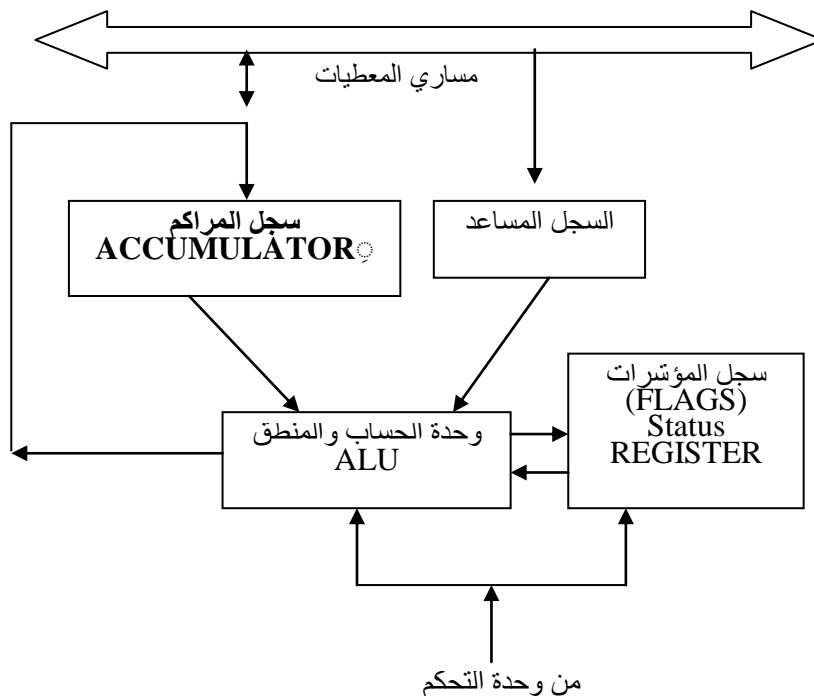 مساري المعطيات
سجل المراكم
ACCUMULATORِ
السجل المساعد
سجل المؤشرات
(FLAGS)
Status
REGISTER
وحدة الحساب والمنطق
ALU
من وحدة التحكم